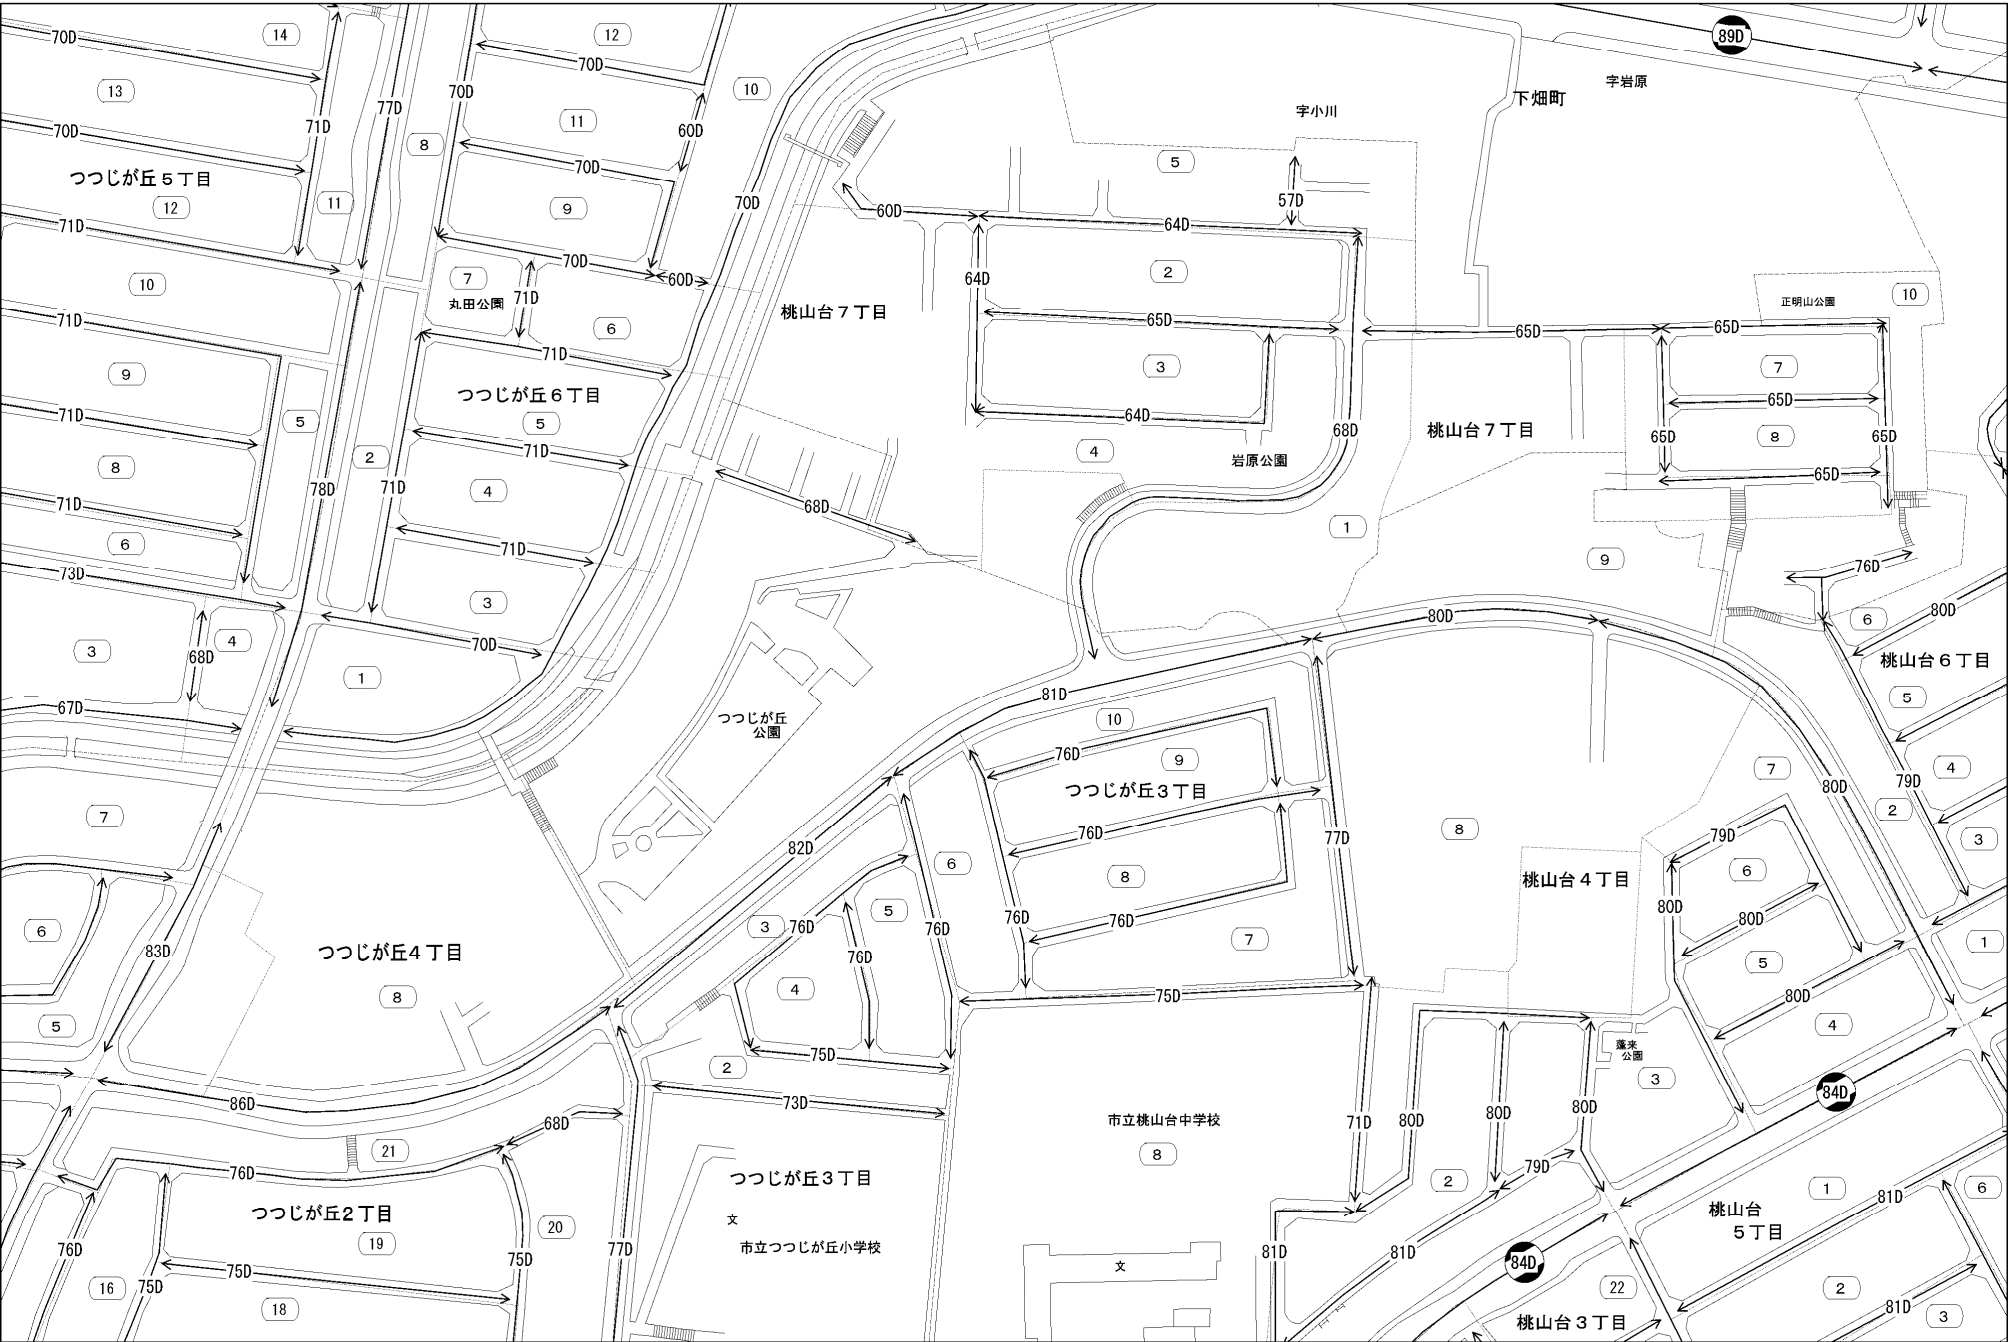 70D
14
12
89D
13
77D
70D
70D
10
字岩原
下畑町
字小川
71D
11
60D
70D
8
つつじが丘５丁目
12
11
70D
9
5
70D
60D
64D
57D
71D
70D
60D
10
7
丸田公園
71D
6
64D
2
桃山台７丁目
正明山公園
10
71D
71D
65D
65D
65D
9
5
つつじが丘６丁目
5
3
7
65D
71D
64D
68D
桃山台７丁目
8
65D
65D
71D
4
岩原公園
65D
8
2
71D
78D
4
71D
68D
1
6
71D
9
73D
76D
3
80D
6
80D
3
4
68D
70D
1
桃山台６丁目
5
67D
つつじが丘
公園
81D
10
76D
9
つつじが丘３丁目
7
4
79D
80D
2
7
82D
76D
77D
8
3
6
8
桃山台４丁目
79D
6
6
5
3
76D
76D
76D
76D
80D
80D
83D
つつじが丘４丁目
76D
7
5
1
8
4
75D
80D
5
4
75D
2
蓬来
公園
3
84D
86D
73D
68D
市立桃山台中学校
8
71D
80D
80D
80D
21
76D
つつじが丘３丁目
79D
2
1
81D
6
つつじが丘２丁目
20
文
桃山台
５丁目
19
76D
77D
市立つつじが丘小学校
81D
81D
75D
75D
75D
文
84D
16
18
22
2
81D
3
桃山台３丁目